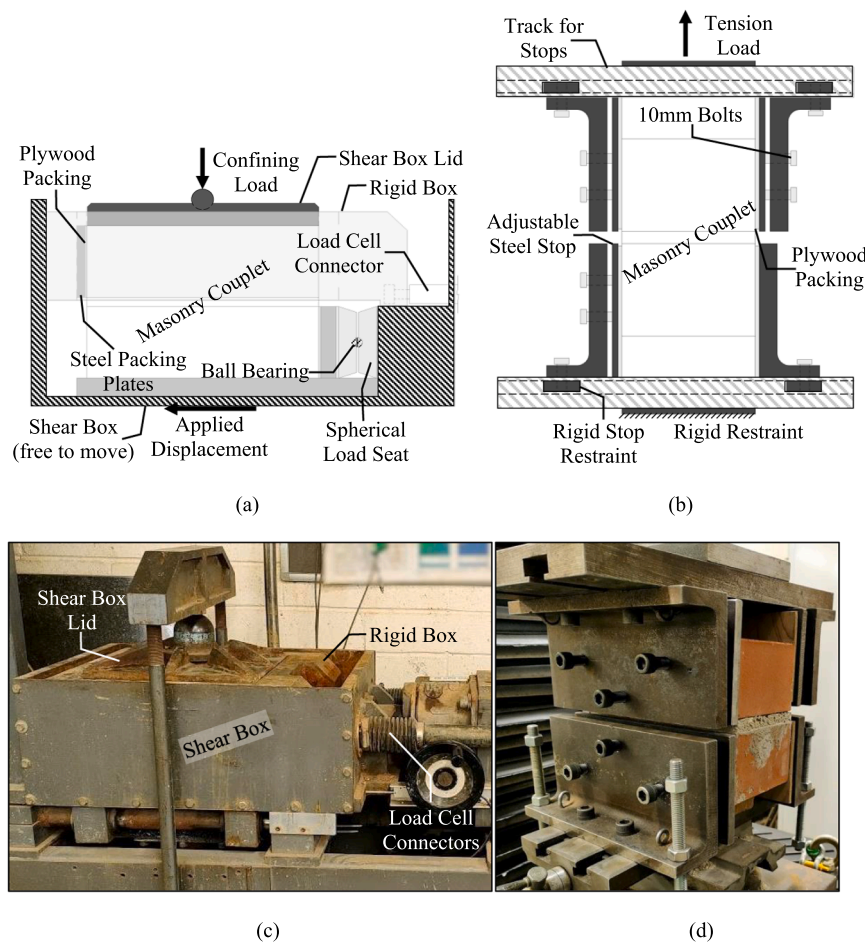 Plywood
Packing
Confining
Load
Shear Box Lid
Rigid Box
Load Cell
Connector
Masonry Couplet
Steel Packing
Plates
Ball Bearing
Shear Box
(free to move)
Applied
Displacement
Spherical
Load Seat
(a)
Track for
Stops
Tension
Load
10mm Bolts
Adjustable
Steel Stop
Masonry Couplet
Plywood
Packing
Rigid Stop
Restraint
Rigid Restraint
(b)
Shear Box
Lid
Rigid Box
Shear Box
Load Cell
Connectors
(c)
(d)